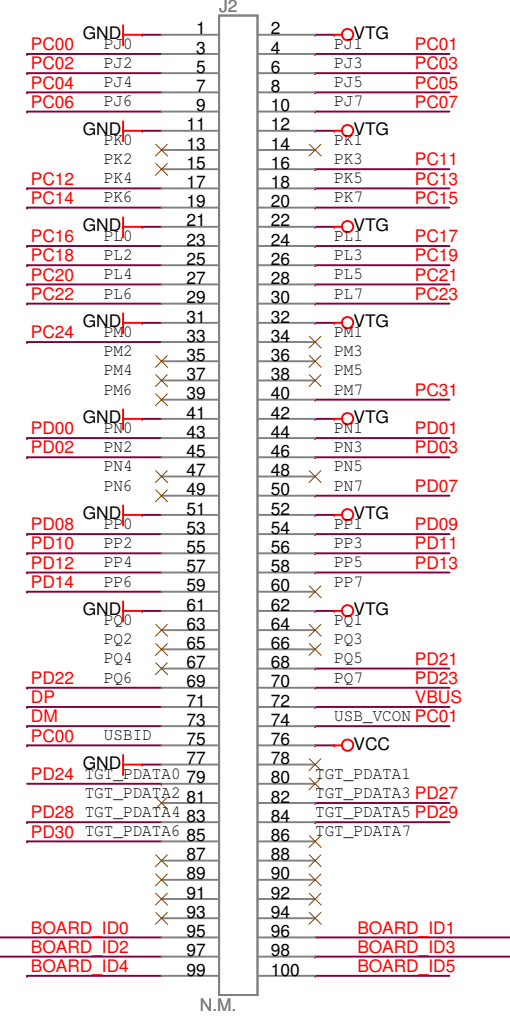 J2
GND 1 2 VTG
PC00 PJ0 3 4 PJ1 PC01
PC02 PJ2 5 6 PJ3 PC03
PC04 PJ4 7 8 PJ5 PC05
PC06 PJ6 9 10 PJ7 PC07
GND 11 12 VTG
PK0 13 14 PK1
PK2 15 16 PK3 PC11
PC12 PK4 17 18 PK5 PC13
PC14 PK6 19 20 PK7 PC15
GND 21 22 VTG
PC16 PL0 23 24 PL1 PC17
PC18 PL2 25 26 PL3 PC19
PC20 PL4 27 28 PL5 PC21
PC22 PL6 29 30 PL7 PC23
GND 31 32 VTG
PC24 PM0 33 34 PM1
PM2 35 36 PM3
PM4 37 38 PM5
PM6 39 40 PM7 PC31
GND 41 42 VTG
PD00 PN0 43 44 PN1 PD01
PD02 PN2 45 46 PN3 PD03
PN4 47 48 PN5
PN6 49 50 PN7 PD07
GND 51 52 VTG
PD08 PP0 53 54 PP1 PD09
PD10 PP2 55 56 PP3 PD11
PD12 PP4 57 58 PP5 PD13
PD14 PP6 59 60 PP7
GND 61 62 VTG
PQ0 63 64 PQ1
PQ2 65 66 PQ3
PQ4 67 68 PQ5 PD21
PD22 PQ6 69 70 PQ7 PD23
DP 71 72 VBUS
DM 73 74 USB_VCON PC01
PC00 USBID 75 76 VCC
GND 77 78
PD24 TGT_PDATA0 79 80 TGT_PDATA1
TGT_PDATA2 81 82 TGT_PDATA3 PD27
PD28 TGT_PDATA4 83 84 TGT_PDATA5 PD29
PD30 TGT_PDATA6 85 86 TGT_PDATA7
87 88
89 90
91 92
93 94
BOARD_ID0 95 96 BOARD_ID1
BOARD_ID2 97 98 BOARD_ID3
BOARD_ID4 99 100 BOARD_ID5
N.M.